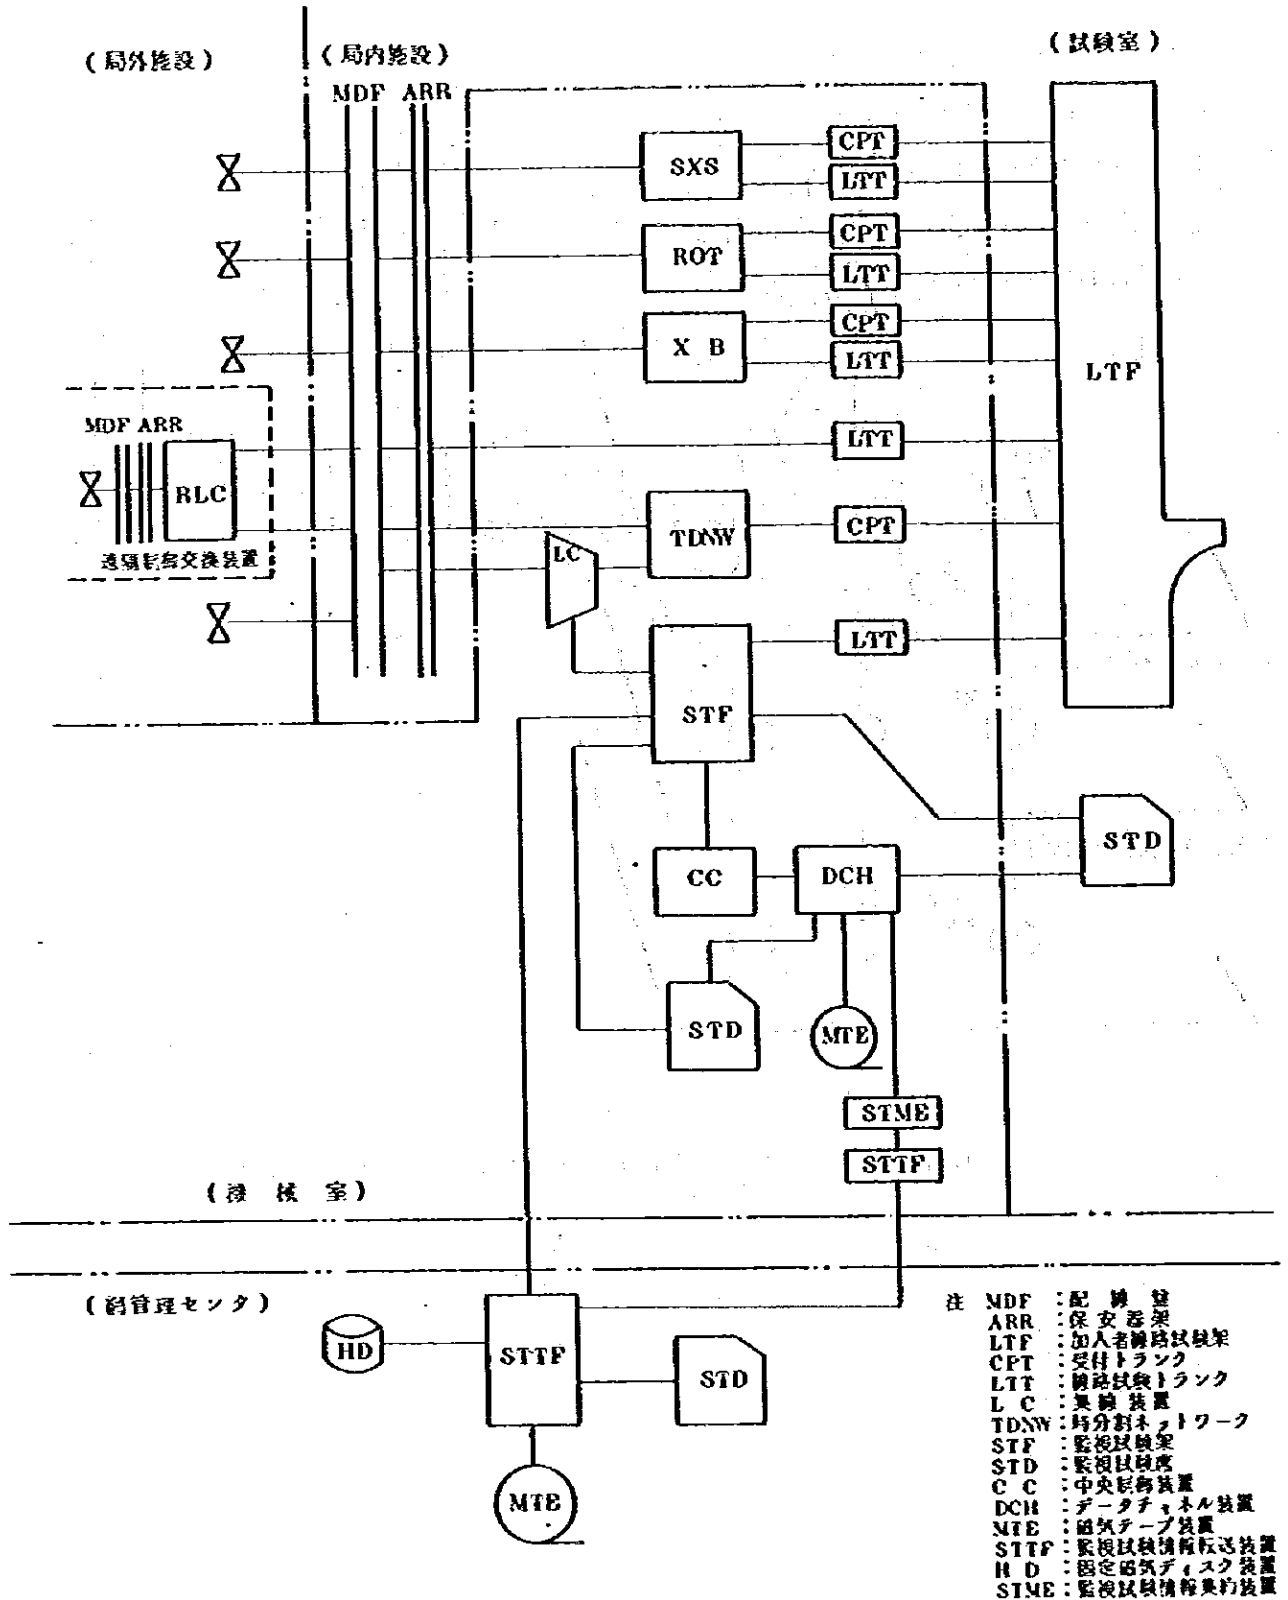 (局外施設)
(局内施設)
(試験室)
MDF ARR
CPT
SXS
LTT
CPT
ROT
LTT
CPT
X B
LTT
LTF
MDF ARR
LTT
RLC
CPT
TDNW
LC
遠隔制御交換装置
LTT
STF
STD
CC
DCH
STD
MTE
STME
STTF
(機 械 室)
(総管理センタ)
HD
STTF
STD
MTE
注 MDF : 配 線 盤
ARR : 保 安 器 架
LTF : 加入者線路試験架
CPT : 受付トランク
LTT : 線路試験トランク
L C : 集 線 装 置
TDNW : 時分割ネットワーク
STF : 監視試験架
STD : 監視試験席
C C : 中央制御装置
DCH : データチャネル装置
MTE : 磁気テープ装置
STTF : 監視試験情報転送装置
H D : 固定磁気ディスク装置
STME : 監視試験情報集約装置